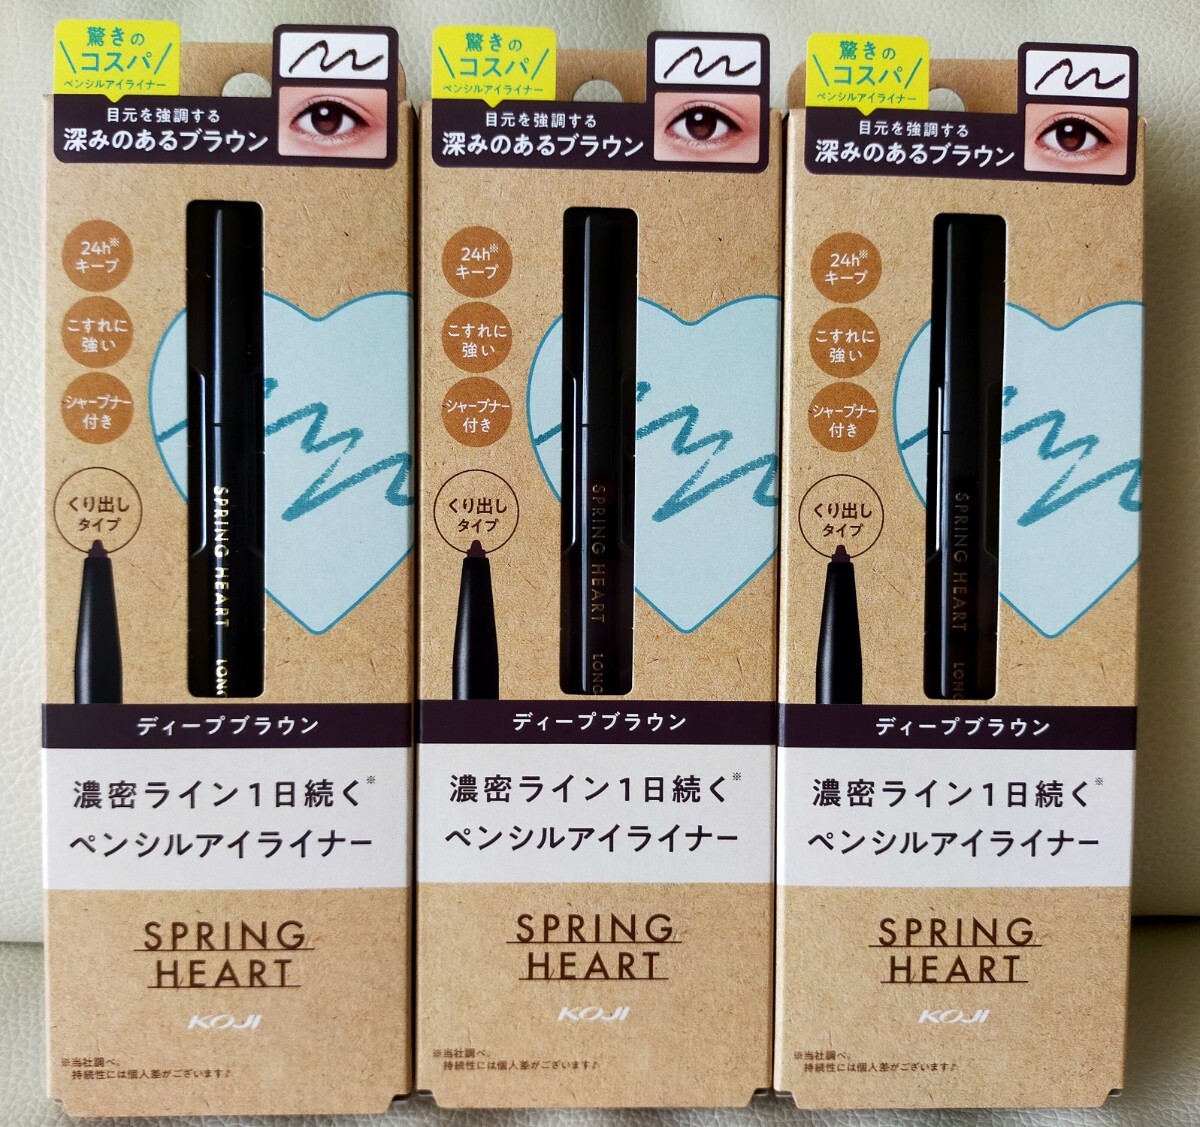 驚きの
コスパ
ペンシルアイライナー
目元を強調する
深みのあるブラウン
24h※
キープ
こすれに
強い
シャープナー
付き
くり出し
タイプ
SPRING HEART LONG
ディープブラウン
濃密ライン1日続く※
ペンシルアイライナー
SPRING
HEART
KOJI
※当社調べ。
持続性には個人差がございます♪
驚きの
コスパ
ペンシルアイライナー
目元を強調する
深みのあるブラウン
24h※
キープ
こすれに
強い
シャープナー
付き
くり出し
タイプ
SPRING HEART LONG
ディープブラウン
濃密ライン1日続く※
ペンシルアイライナー
SPRING
HEART
KOJI
※当社調べ。
持続性には個人差がございます♪
驚きの
コスパ
ペンシルアイライナー
目元を強調する
深みのあるブラウン
24h※
キープ
こすれに
強い
シャープナー
付き
くり出し
タイプ
SPRING HEART LONG
ディープブラウン
濃密ライン1日続く※
ペンシルアイライナー
SPRING
HEART
KOJI
※当社調べ。
持続性には個人差がございます♪